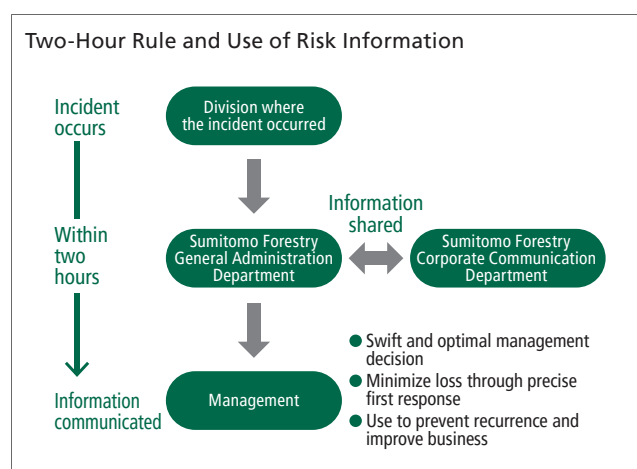 Two-Hour Rule and Use of Risk Information
Incident
occurs
Division where
the incident occurred
Information
shared
Within
two
hours
Sumitomo Forestry
General Administration
Department
Sumitomo Forestry
Corporate Communication
Department
Information
communicated
Management
● Swift and optimal management
decision
● Minimize loss through precise
first response
● Use to prevent recurrence and
improve business